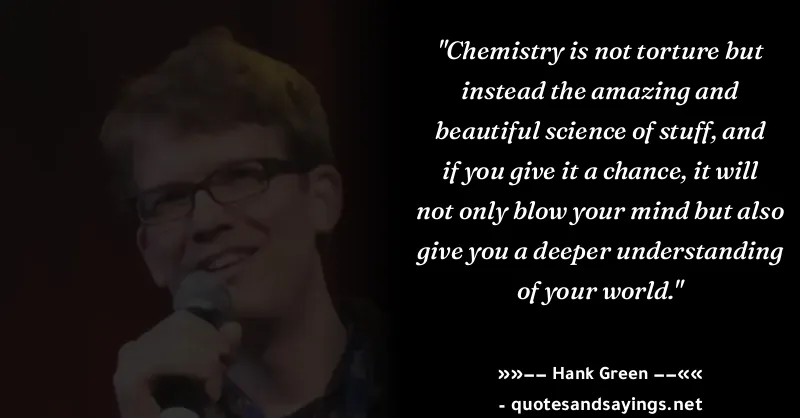 "Chemistry is not torture but
instead the amazing and
beautiful science of stuff, and
if you give it a chance, it will
not only blow your mind but also
give you a deeper understanding
of your world."
»»–– Hank Green ––««
- quotesandsayings.net